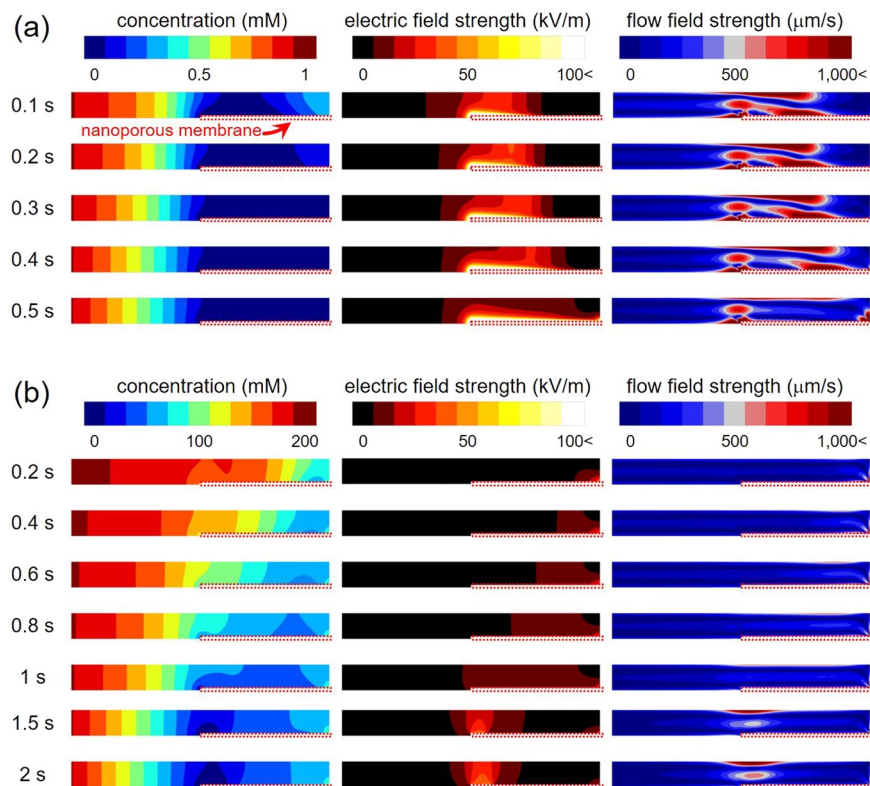 (a)
concentration (mM) electric field strength (kV/m) flow field strength (μm/s)
0 0.5 1 0 50 100< 0 500 1,000<
0.1 s
nanoporous membrane
0.2 s
0.3 s
0.4 s
0.5 s
(b)
concentration (mM) electric field strength (kV/m) flow field strength (μm/s)
0 100 200 0 50 100< 0 500 1,000<
0.2 s
0.4 s
0.6 s
0.8 s
1 s
1.5 s
2 s